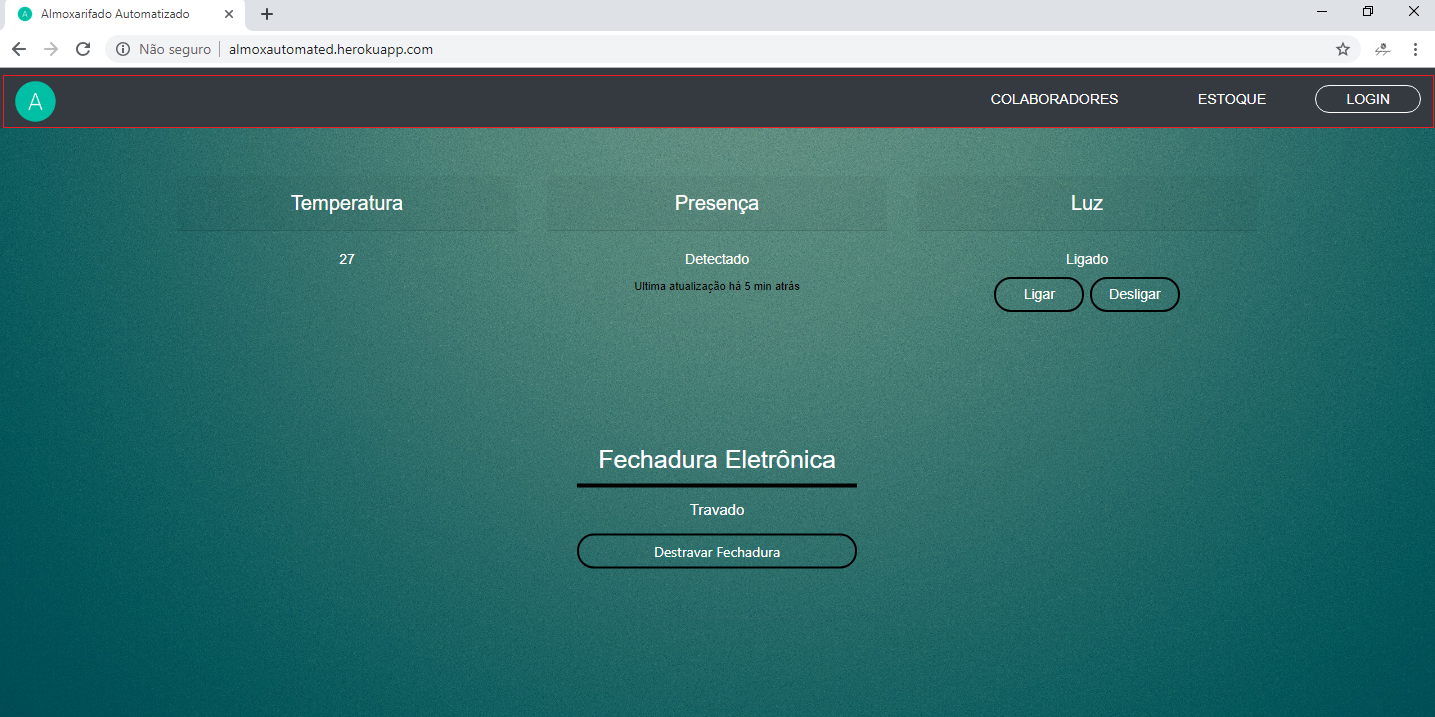 Almoxarifado Automatizado
Não seguro almoxautomated.herokuapp.com
A COLABORADORES ESTOQUE LOGIN
Temperatura Presença Luz
27 Detectado Ligado
Ultima atualização há 5 min atrás
Ligar Desligar
Fechadura Eletrônica
Travado
Destravar Fechadura